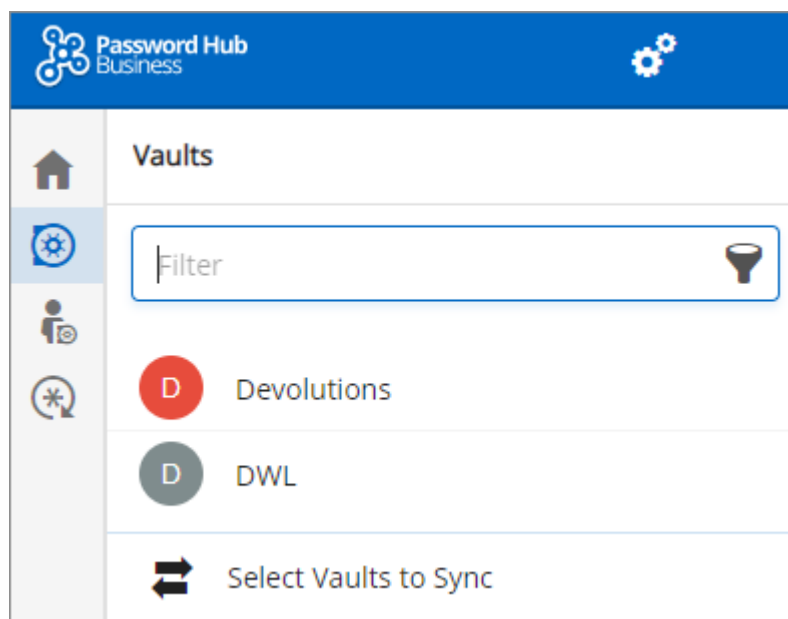 Password Hub
Business
Vaults
Filter
D Devolutions
D DWL
Select Vaults to Sync